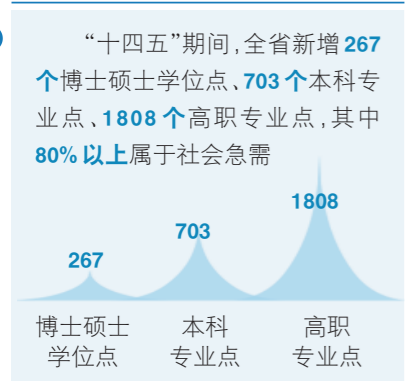 “十四五”期间,全省新增267
个博士硕士学位点、703个本科专
业点、1808个高职专业点,其中
80%以上属于社会急需
1808
703
267
博士硕士
学位点
本科
专业点
高职
专业点